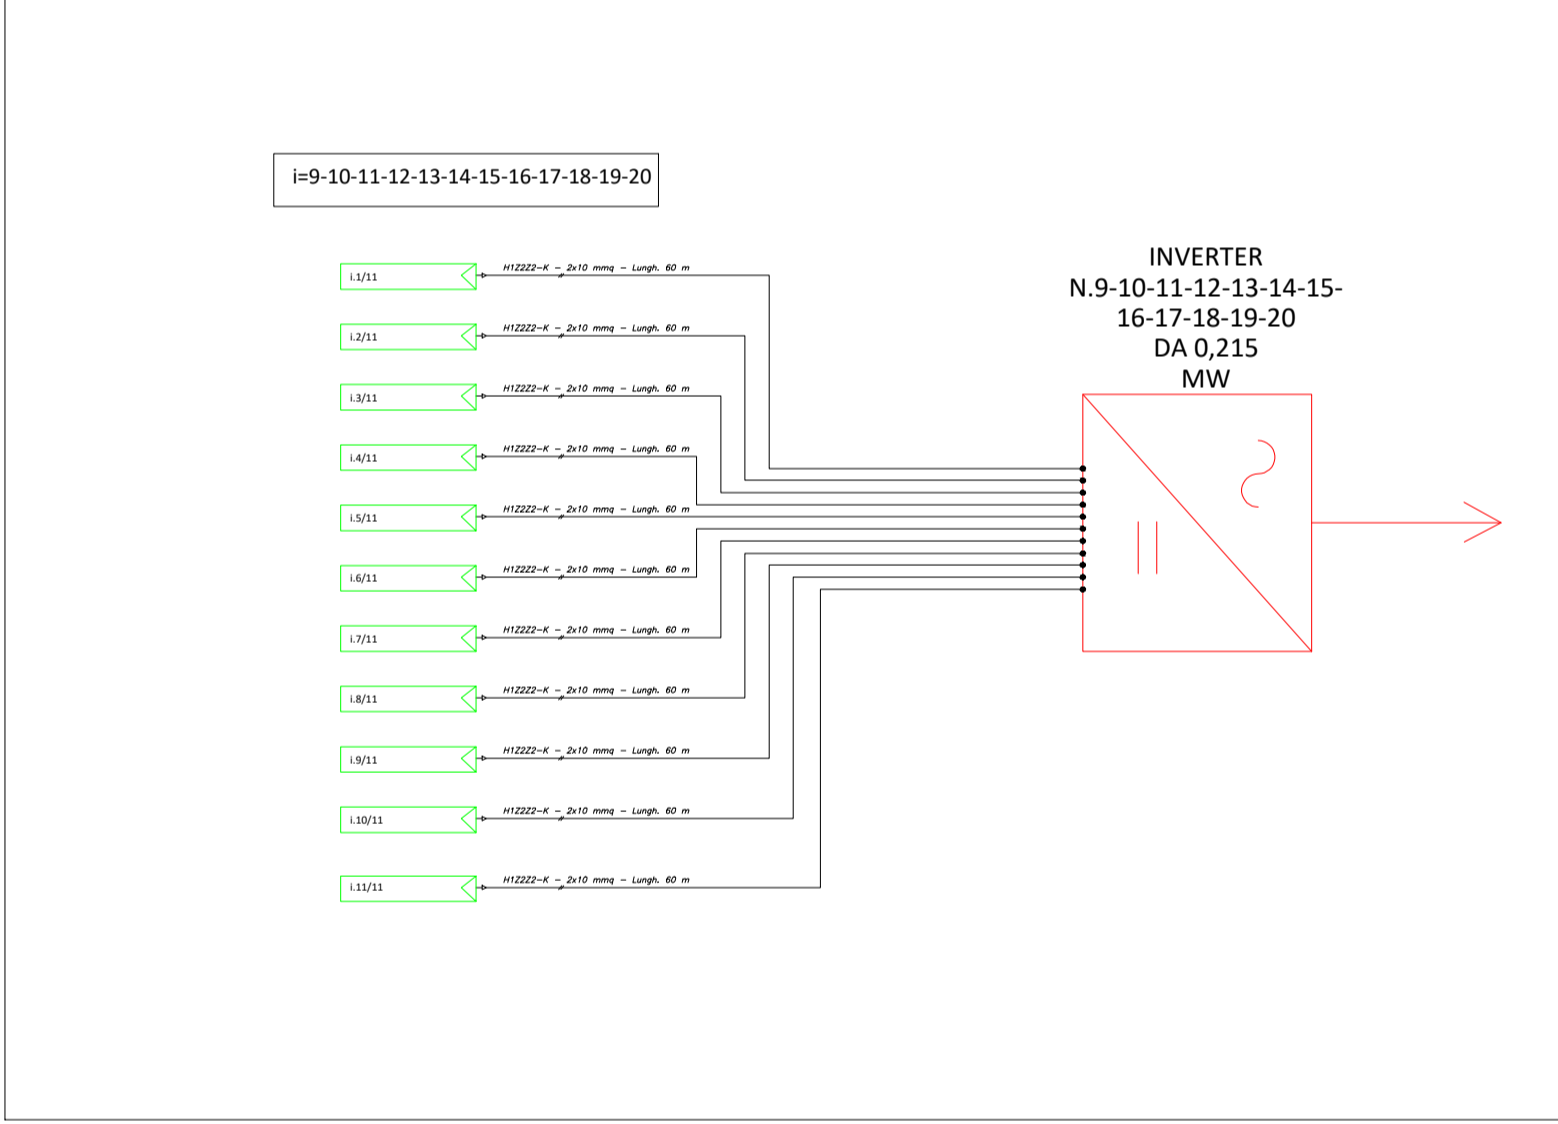 i=9-10-11-12-13-14-15-16-17-18-19-20
INVERTER
N.9-10-11-12-13-14-15-
16-17-18-19-20
DA 0,215
MW
i.1/11
H1Z2Z2-K - 2x10 mmq - Lungh. 60 m
i.2/11
H1Z2Z2-K - 2x10 mmq - Lungh. 60 m
i.3/11
H1Z2Z2-K - 2x10 mmq - Lungh. 60 m
i.4/11
H1Z2Z2-K - 2x10 mmq - Lungh. 60 m
i.5/11
H1Z2Z2-K - 2x10 mmq - Lungh. 60 m
i.6/11
H1Z2Z2-K - 2x10 mmq - Lungh. 60 m
i.7/11
H1Z2Z2-K - 2x10 mmq - Lungh. 60 m
i.8/11
H1Z2Z2-K - 2x10 mmq - Lungh. 60 m
i.9/11
H1Z2Z2-K - 2x10 mmq - Lungh. 60 m
i.10/11
H1Z2Z2-K - 2x10 mmq - Lungh. 60 m
i.11/11
H1Z2Z2-K - 2x10 mmq - Lungh. 60 m